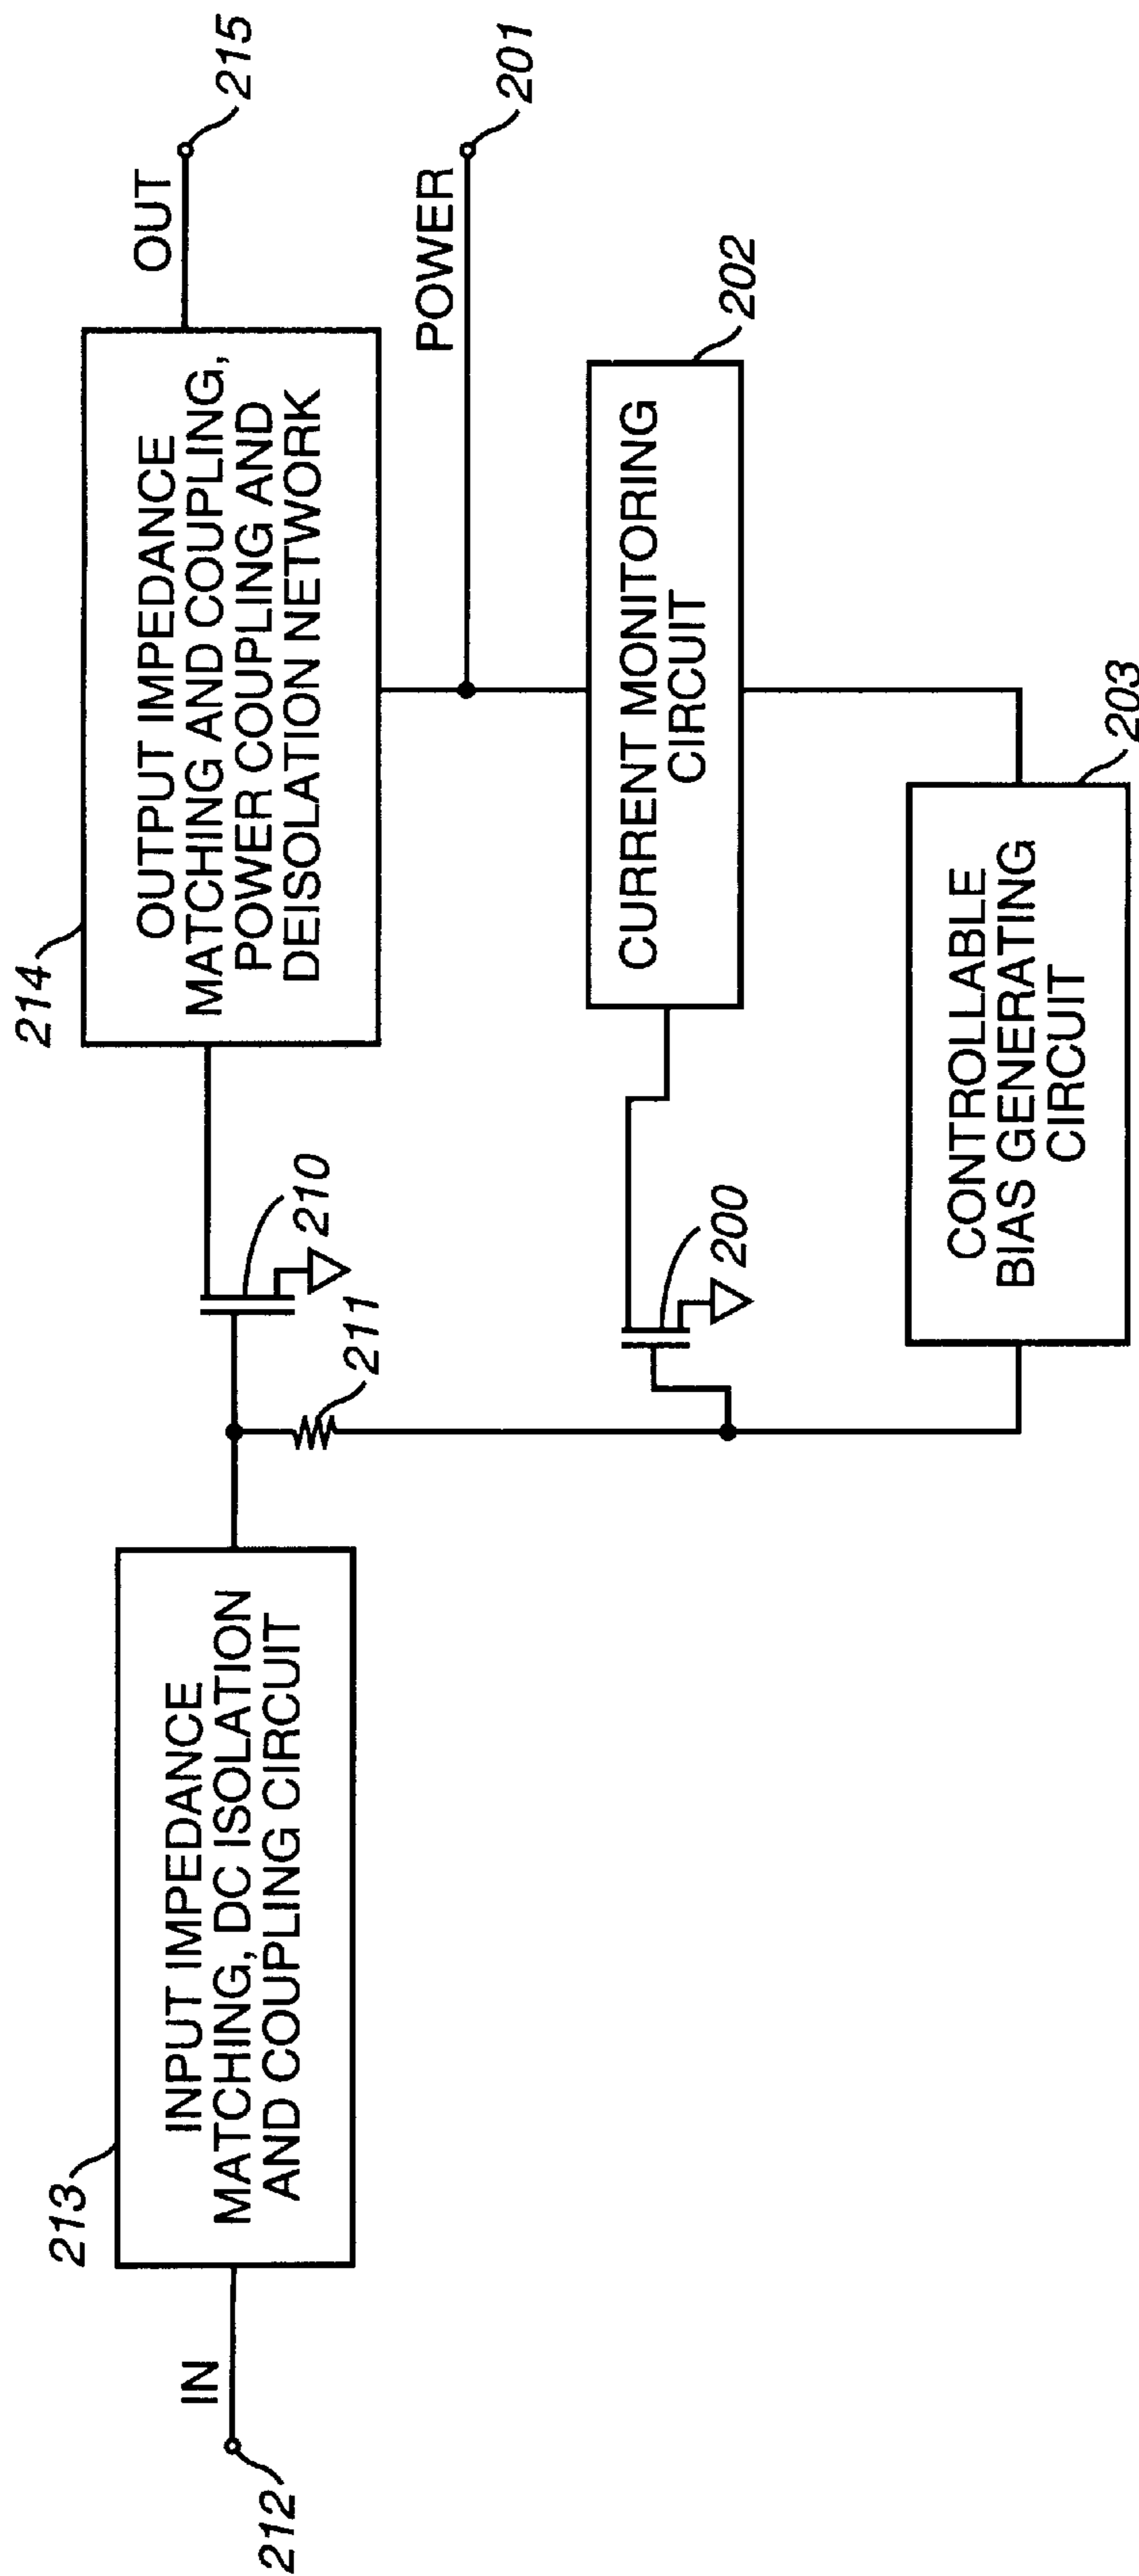 IN
212
213
INPUT IMPEDANCE
MATCHING, DC ISOLATION
AND COUPLING CIRCUIT
211
210
214
OUTPUT IMPEDANCE
MATCHING AND COUPLING,
POWER COUPLING AND
DEISOLATION NETWORK
OUT
215
POWER
201
200
CURRENT MONITORING
CIRCUIT
202
CONTROLLABLE
BIAS GENERATING
CIRCUIT
203